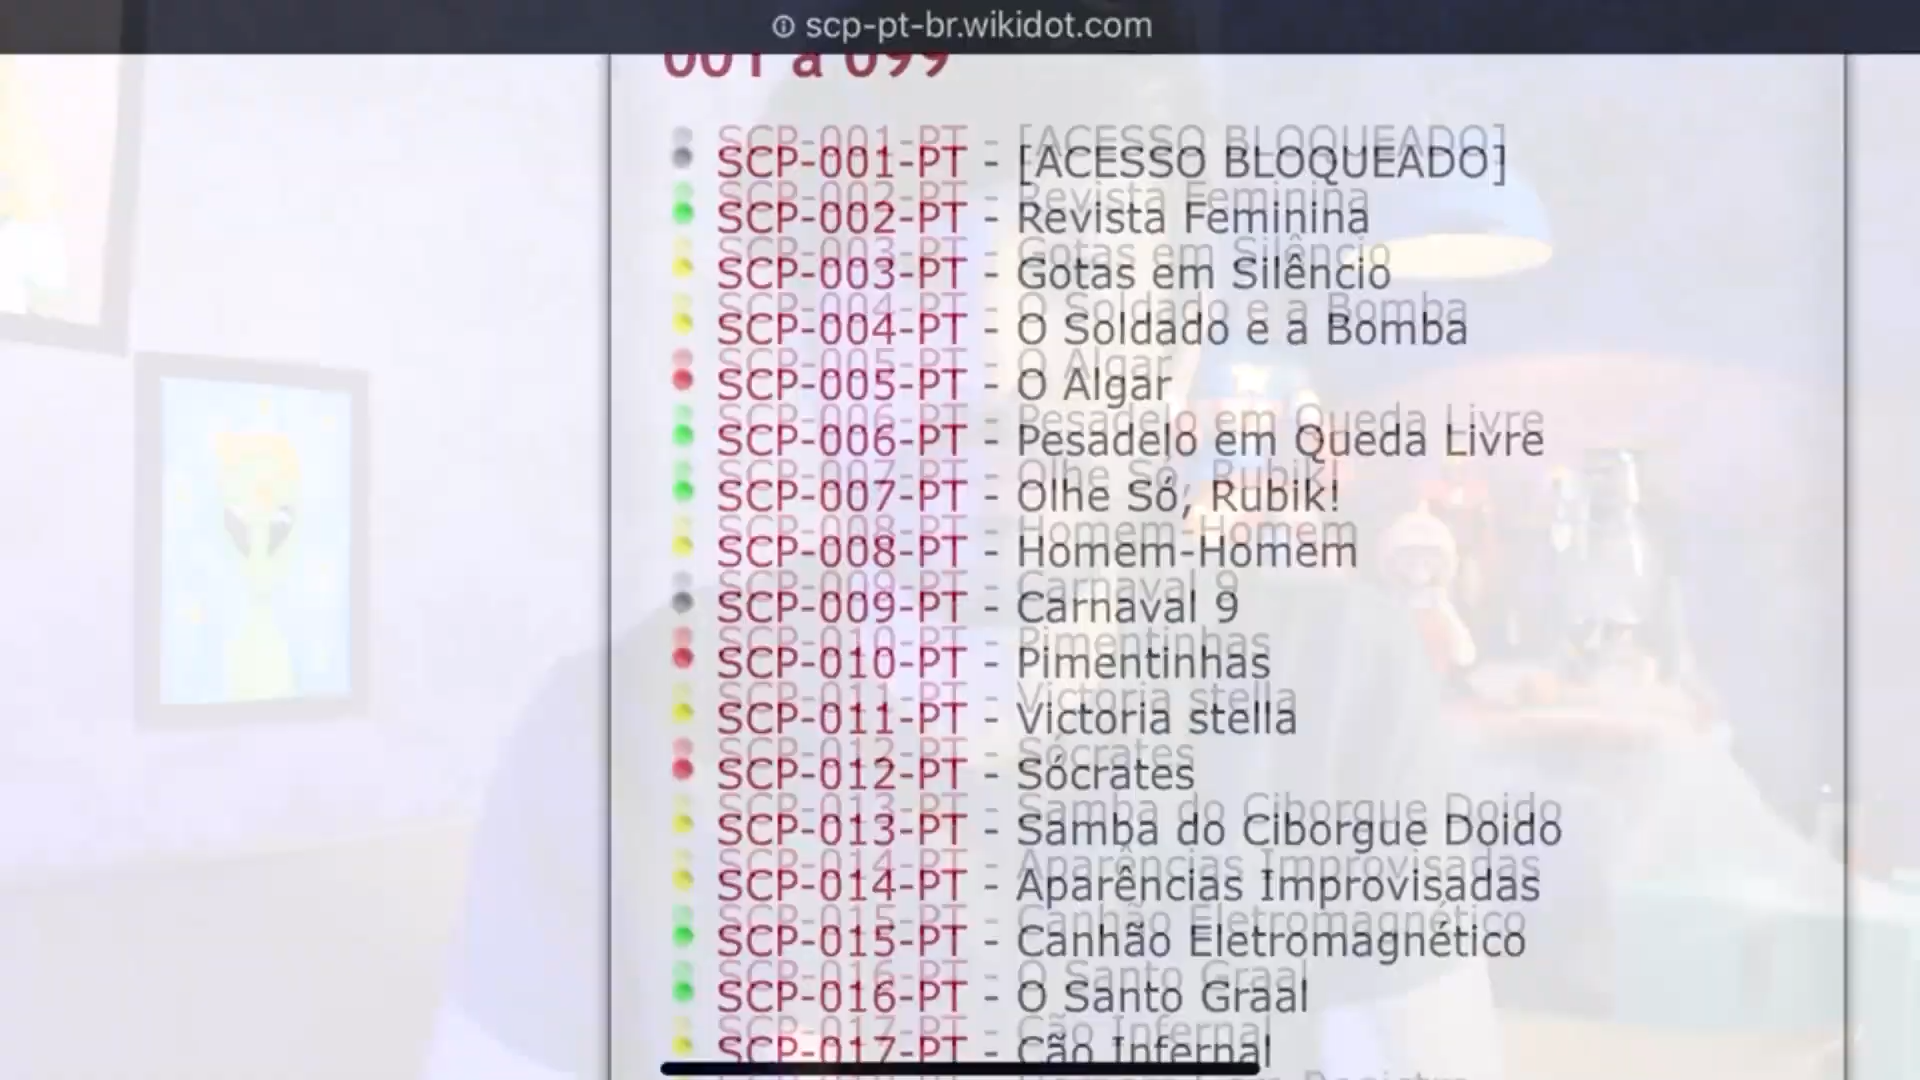 scp-pt-br.wikidot.com
001 a 099
SCP-001-PT - [ACESSO BLOQUEADO]
SCP-002-PT - Revista Feminina
SCP-003-PT - Gotas em Silêncio
SCP-004-PT - O Soldado e a Bomba
SCP-005-PT - O Algar
SCP-006-PT - Pesadelo em Queda Livre
SCP-007-PT - Olhe Só, Rubik!
SCP-008-PT - Homem-Homem
SCP-009-PT - Carnaval 9
SCP-010-PT - Pimentinhas
SCP-011-PT - Victoria stella
SCP-012-PT - Sócrates
SCP-013-PT - Samba do Ciborgue Doido
SCP-014-PT - Aparências Improvisadas
SCP-015-PT - Canhão Eletromagnético
SCP-016-PT - O Santo Graal
SCP-017-PT - Cão Infernal